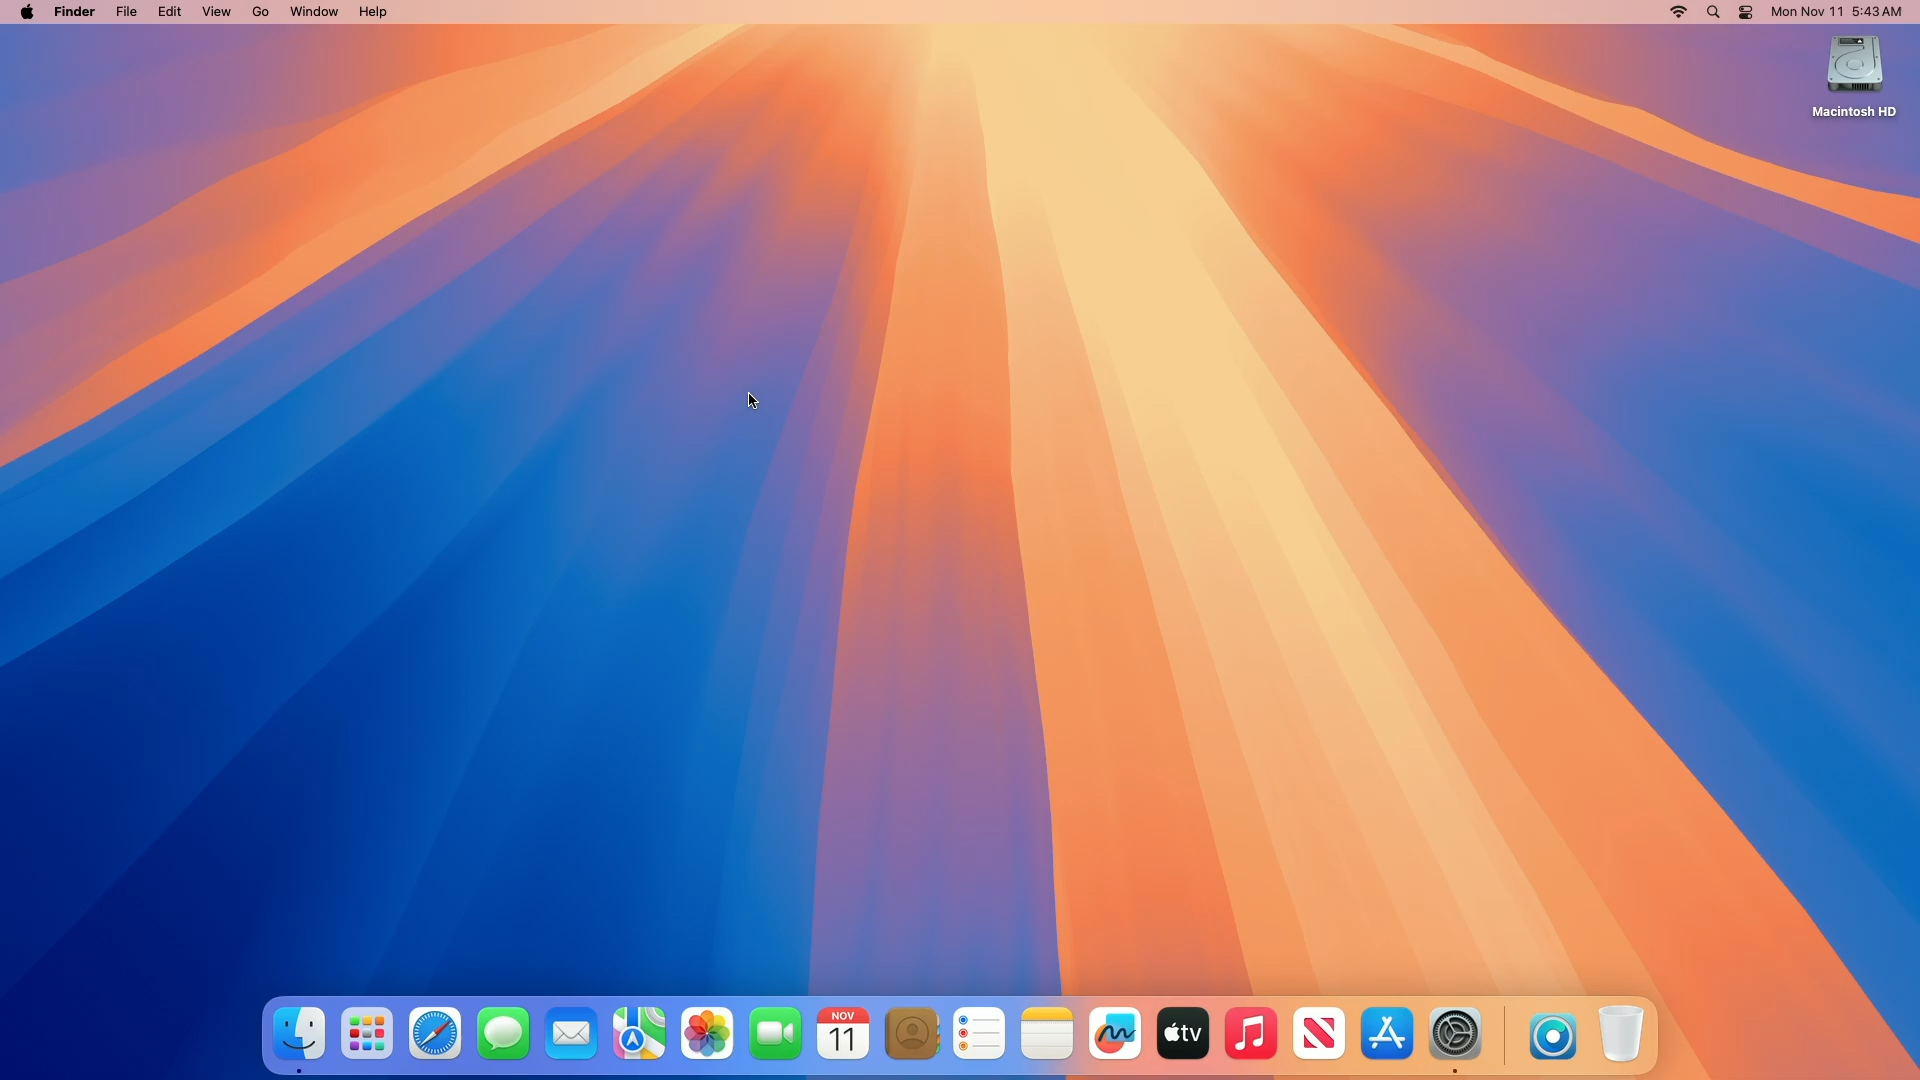 Finder File Edit View Go Window Help Mon Nov 11 5:43 AM
Macintosh HD
NOV
11
tv